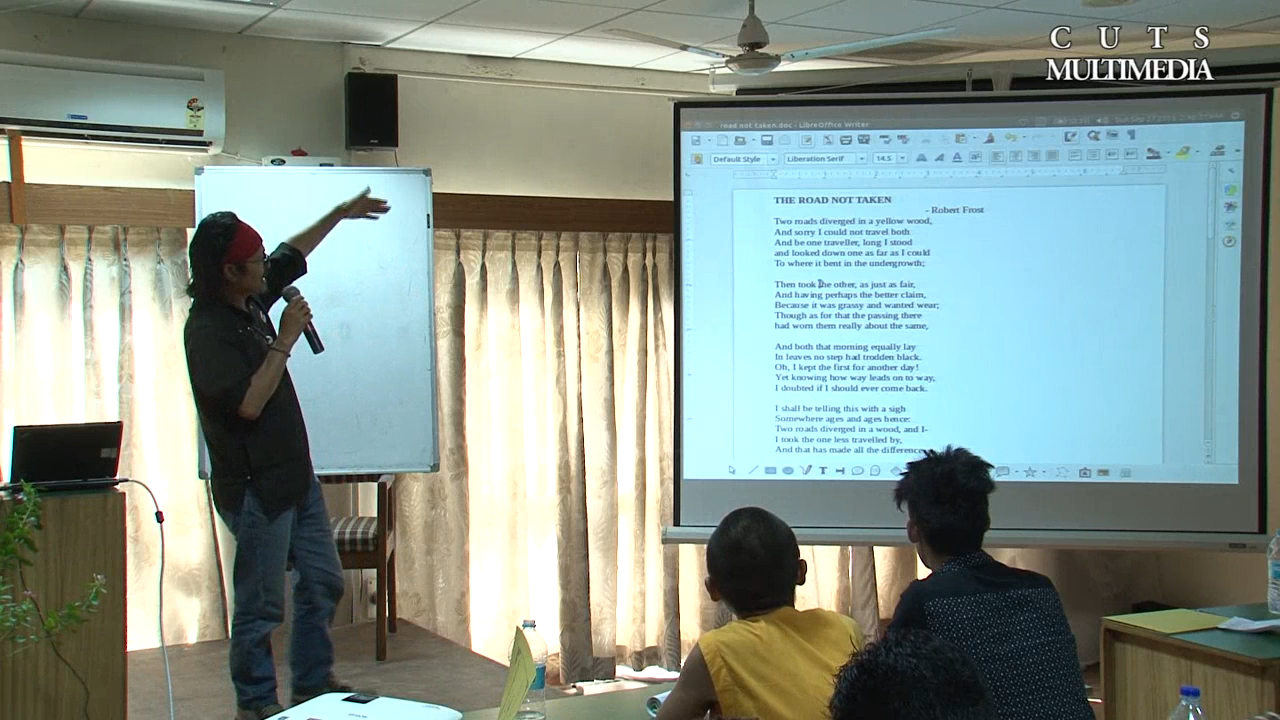 CUTS
MULTIMEDIA
road not taken.doc - LibreOffice Writer
Default Style
Liberation Serif
14.5
THE ROAD NOT TAKEN
- Robert Frost
Two roads diverged in a yellow wood,
And sorry I could not travel both
And be one traveller, long I stood
and looked down one as far as I could
To where it bent in the undergrowth;
Then took the other, as just as fair,
And having perhaps the better claim,
Because it was grassy and wanted wear;
Though as for that the passing there
had worn them really about the same,
And both that morning equally lay
In leaves no step had trodden black.
Oh, I kept the first for another day!
Yet knowing how way leads on to way,
I doubted if I should ever come back.
I shall be telling this with a sigh
Somewhere ages and ages hence:
Two roads diverged in a wood, and I-
I took the one less travelled by,
And that has made all the difference